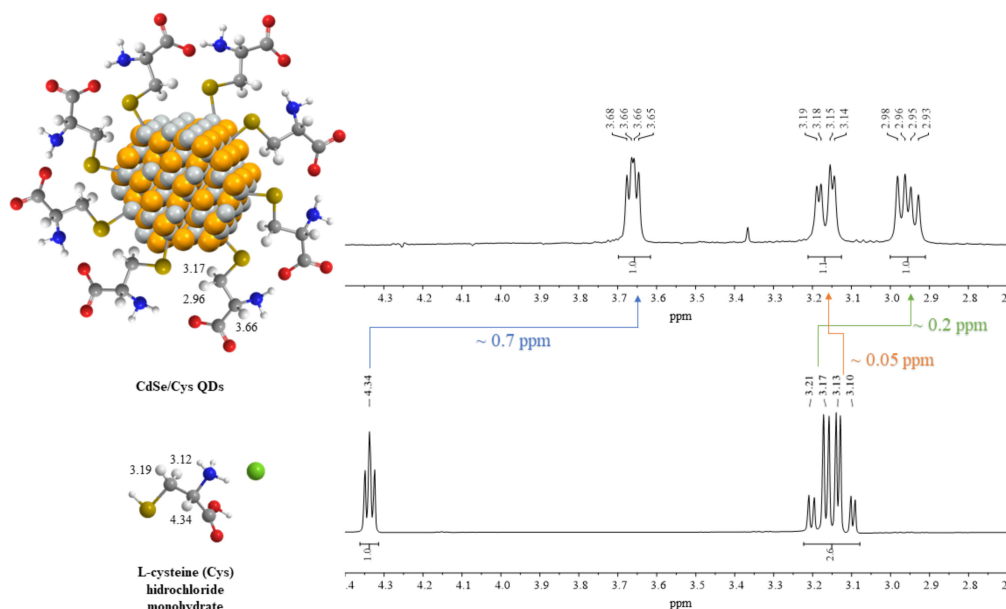 3.68 3.66 3.66 3.65 3.19 3.18 3.15 3.14 2.98 2.96 2.95 2.93
3.17
2.96
3.66
CdSe/Cys QDs
1.0 1.1 1.0
4.3 4.2 4.1 4.0 3.9 3.8 3.7 3.6 3.5 3.4 3.3 3.2 3.1 3.0 2.9 2.8
ppm
~ 0.7 ppm
~ 0.2 ppm
~ 0.05 ppm
4.34 3.21 3.17 3.13 3.10
3.19 3.12
4.34
L-cysteine (Cys)
hidrochloride
monohydrate
1.0 2.6
.4 4.3 4.2 4.1 4.0 3.9 3.8 3.7 3.6 3.5 3.4 3.3 3.2 3.1 3.0 2.9 2.8
ppm